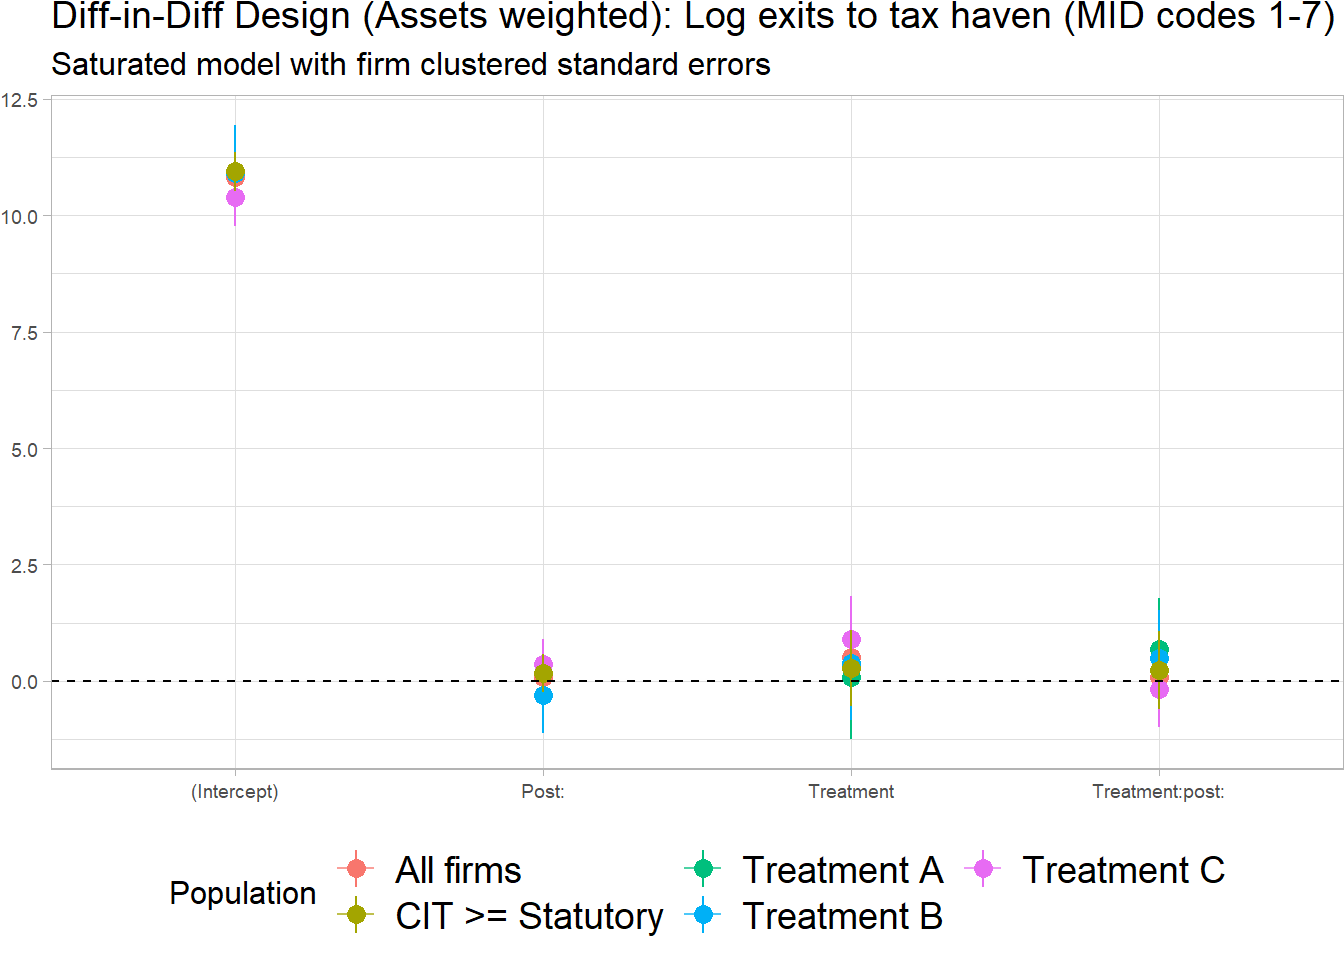 Diff-in-Diff Design (Assets weighted): Log exits to tax haven (MID codes 1-7)
Saturated model with firm clustered standard errors
12.5
10.0
7.5
5.0
2.5
0.0
(Intercept) Post: Treatment Treatment:post:
Population
All firms Treatment A Treatment C
CIT >= Statutory Treatment B